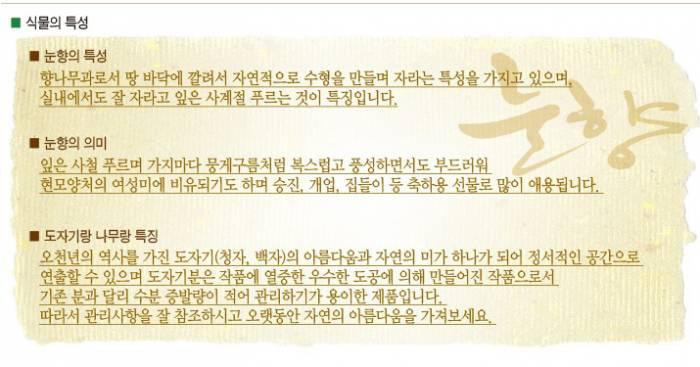 ■ 식물의 특성
■ 눈향의 특성
향나무과로서 땅 바닥에 깔려서 자연적으로 수형을 만들며 자라는 특성을 가지고 있으며,
실내에서도 잘 자라고 잎은 사계절 푸르는 것이 특징입니다.
눈향
■ 눈향의 의미
잎은 사철 푸르며 가지마다 뭉게구름처럼 복스럽고 풍성하면서도 부드러워
현모양처의 여성미에 비유되기도 하며 승진, 개업, 집들이 등 축하용 선물로 많이 애용됩니다.
■ 도자기랑 나무랑 특징
오천년의 역사를 가진 도자기(청자, 백자)의 아름다움과 자연의 미가 하나가 되어 정서적인 공간으로
연출할 수 있으며 도자기분은 작품에 열중한 우수한 도공에 의해 만들어진 작품으로서
기존 분과 달리 수분 증발량이 적어 관리하기가 용이한 제품입니다.
따라서 관리사항을 잘 참조하시고 오랫동안 자연의 아름다움을 가져보세요.